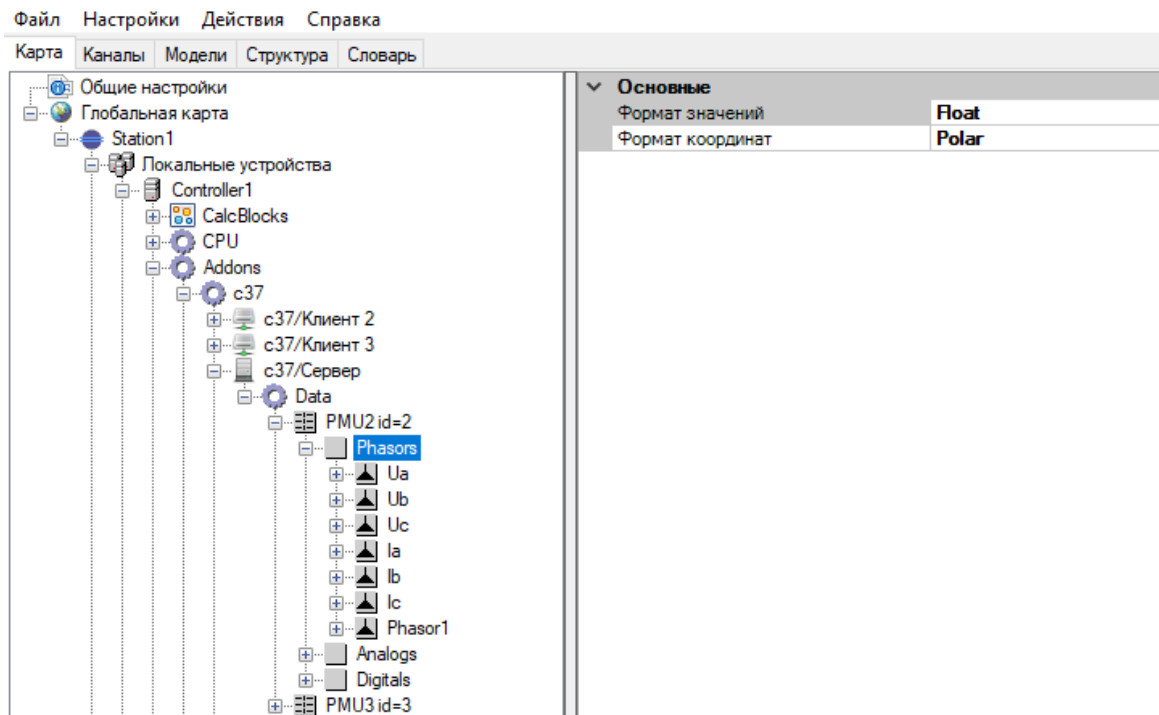 Файл Настройки Действия Справка
Карта Каналы Модели Структура Словарь
Общие настройки
Глобальная карта
Station1
Локальные устройства
Controller1
CalcBlocks
CPU
Addons
c37
c37/Клиент 2
c37/Клиент 3
c37/Сервер
Data
PMU2 id=2
Phasors
Ua
Ub
Uc
Ia
Ib
Ic
Phasor1
Analogs
Digitals
PMU3 id=3
Основные
Формат значений Float
Формат координат Polar